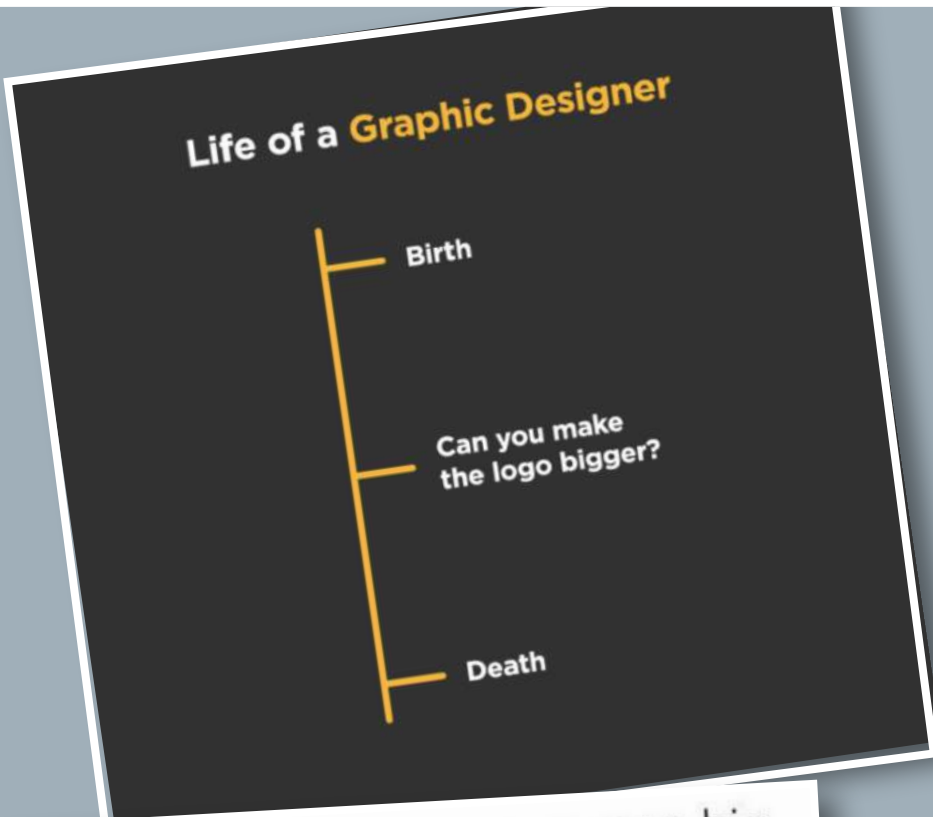 Life of a Graphic Designer
Birth
Can you make
the logo bigger?
Death